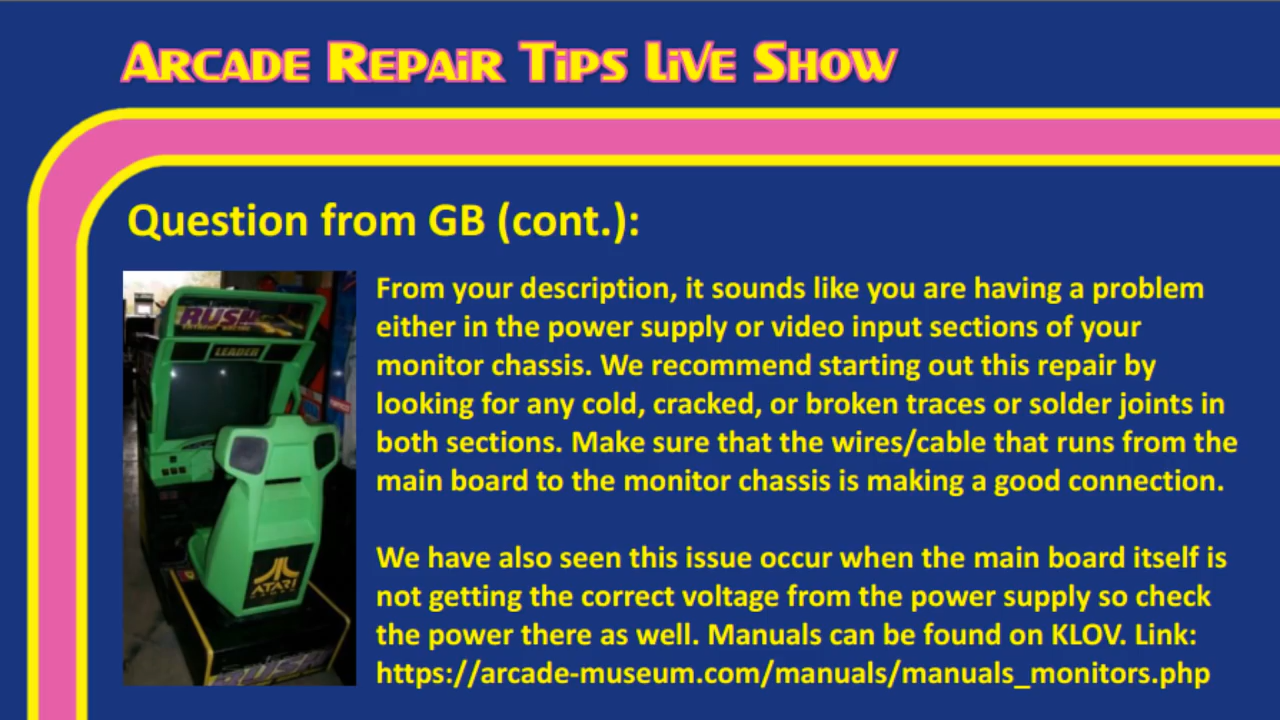 ARCADE REPAiR TiPS LiVE SHOW
Question from GB (cont.):
RUSH
LEADER
ATARI
RUSH
From your description, it sounds like you are having a problem
either in the power supply or video input sections of your
monitor chassis. We recommend starting out this repair by
looking for any cold, cracked, or broken traces or solder joints in
both sections. Make sure that the wires/cable that runs from the
main board to the monitor chassis is making a good connection.
We have also seen this issue occur when the main board itself is
not getting the correct voltage from the power supply so check
the power there as well. Manuals can be found on KLOV. Link:
https://arcade-museum.com/manuals/manuals_monitors.php